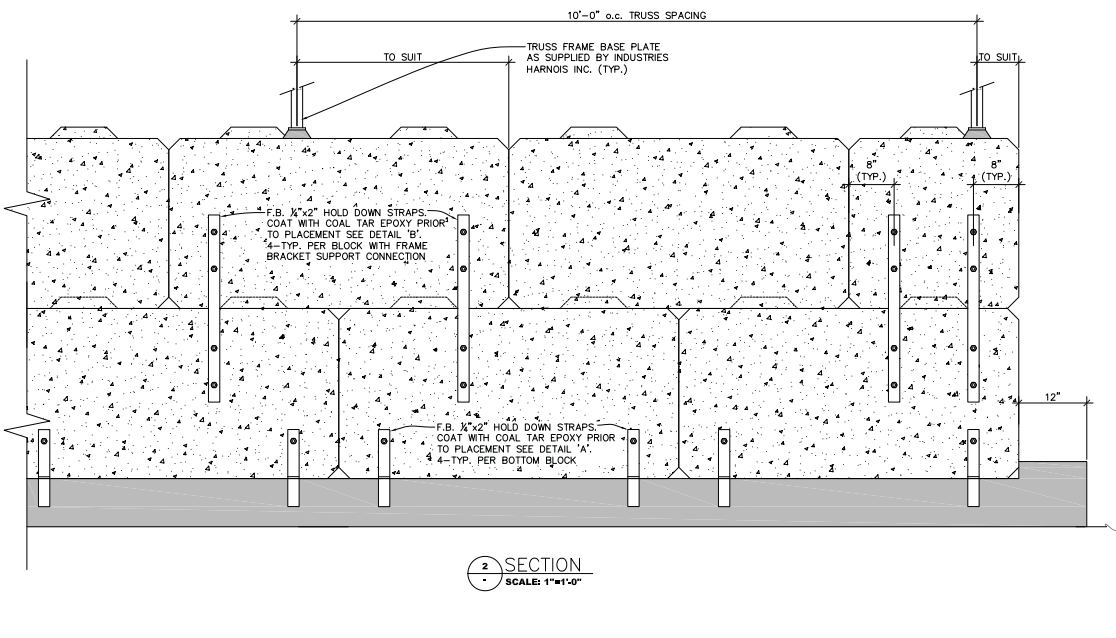 10'-0" o.c. TRUSS SPACING
TO SUIT
TRUSS FRAME BASE PLATE
AS SUPPLIED BY INDUSTRIES
HARNOIS INC. (TYP.)
TO SUIT
8"
(TYP.)
8"
(TYP.)
F.B. ¼"x2" HOLD DOWN STRAPS.
COAT WITH COAL TAR EPOXY PRIOR
TO PLACEMENT SEE DETAIL 'B'.
4-TYP. PER BLOCK WITH FRAME
BRACKET SUPPORT CONNECTION
12"
F.B. ¼"x2" HOLD DOWN STRAPS.
COAT WITH COAL TAR EPOXY PRIOR
TO PLACEMENT SEE DETAIL 'A'.
4-TYP. PER BOTTOM BLOCK
2
-
SECTION
SCALE: 1"=1'-0"